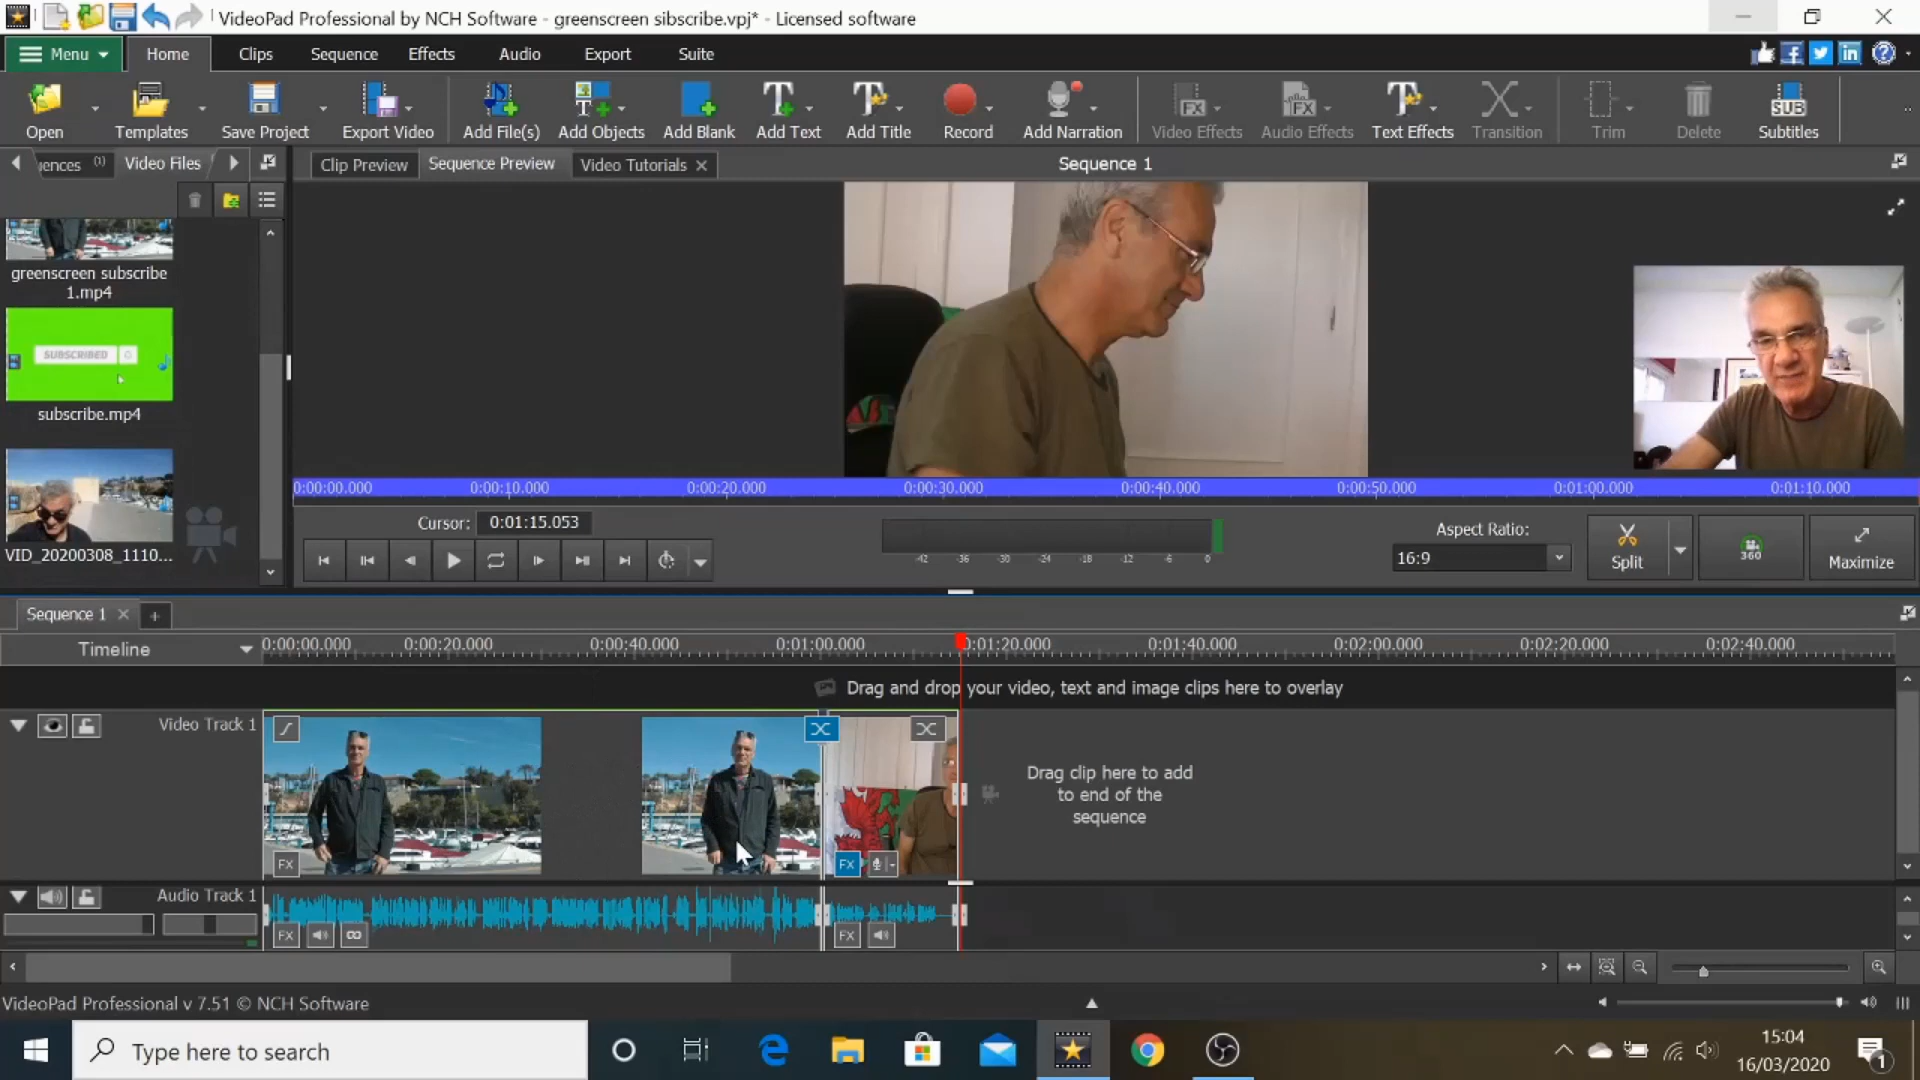 VideoPad Professional by NCH Software - greenscreen sibscribe.vpj* - Licensed software
Menu Home Clips Sequence Effects Audio Export Suite
Open Templates Save Project Export Video Add File(s) Add Objects Add Blank Add Text Add Title Record Add Narration Video Effects Audio Effects Text Effects Transition Trim Delete Subtitles
uences (1) Video Files
Clip Preview Sequence Preview Video Tutorials
Sequence 1
greenscreen subscribe
1.mp4
SUBSCRIBED
subscribe.mp4
VID_20200308_1110...
0:00:00.000 0:00:10.000 0:00:20.000 0:00:30.000 0:00:40.000 0:00:50.000 0:01:00.000 0:01:10.000
Cursor: 0:01:15.053
-42 -36 -30 -24 -18 -12 -6 0
Aspect Ratio:
16:9
Split
360
Maximize
Sequence 1
Timeline
0:00:00.000 0:00:20.000 0:00:40.000 0:01:00.000 0:01:20.000 0:01:40.000 0:02:00.000 0:02:20.000 0:02:40.000
Drag and drop your video, text and image clips here to overlay
Video Track 1
Drag clip here to add
to end of the
sequence
FX FX
Audio Track 1
FX FX
VideoPad Professional v 7.51 © NCH Software
Type here to search
15:04
16/03/2020
1